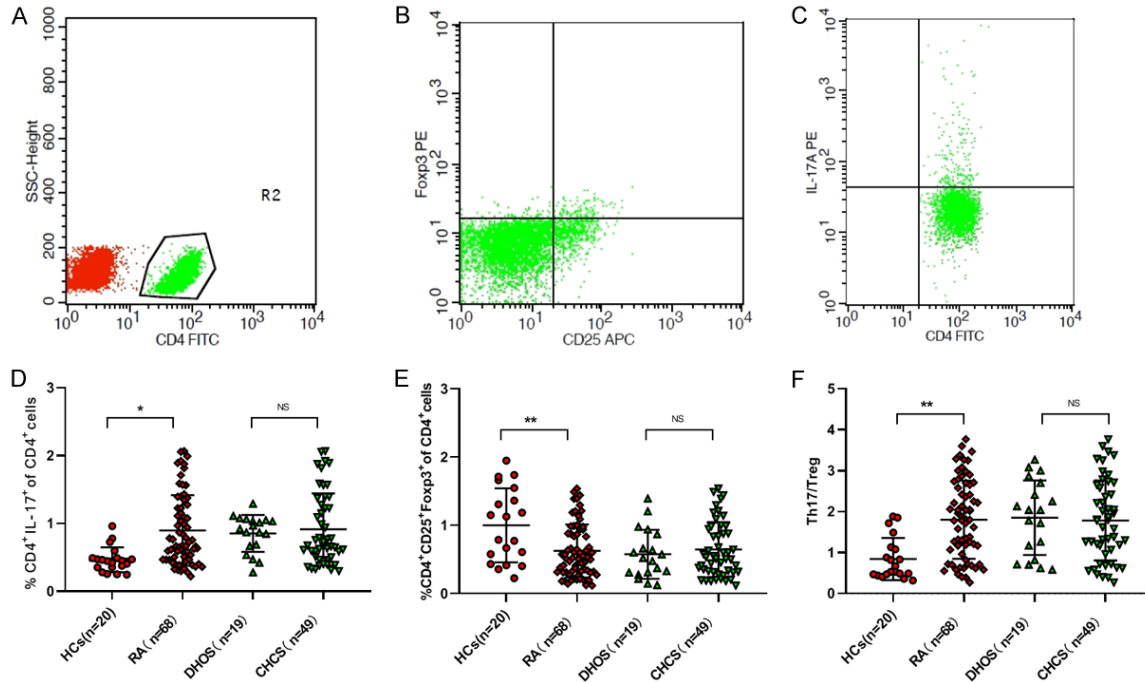 A
1000
800
600
400
200
0
SSC-Height
R2
10⁰ 10¹ 10² 10³ 10⁴
CD4 FITC
B
10⁴
10³
10²
10¹
10⁰
Foxp3 PE
10⁰ 10¹ 10² 10³ 10⁴
CD25 APC
C
10⁴
10³
10²
10¹
10⁰
IL-17A PE
10⁰ 10¹ 10² 10³ 10⁴
CD4 FITC
D
% CD4⁺IL-17⁺ of CD4⁺cells
3
2
1
0
*
NS
HCs(n=20)
RA（n=68)
DHOS（n=19)
CHCS（n=49)
E
%CD4⁺CD25⁺Foxp3⁺of CD4⁺cells
3
2
1
0
**
NS
HCs(n=20)
RA（n=68)
DHOS（n=19)
CHCS（n=49)
F
Th17/Treg
5
4
3
2
1
0
**
NS
HCs(n=20)
RA（n=68)
DHOS（n=19)
CHCS（n=49)